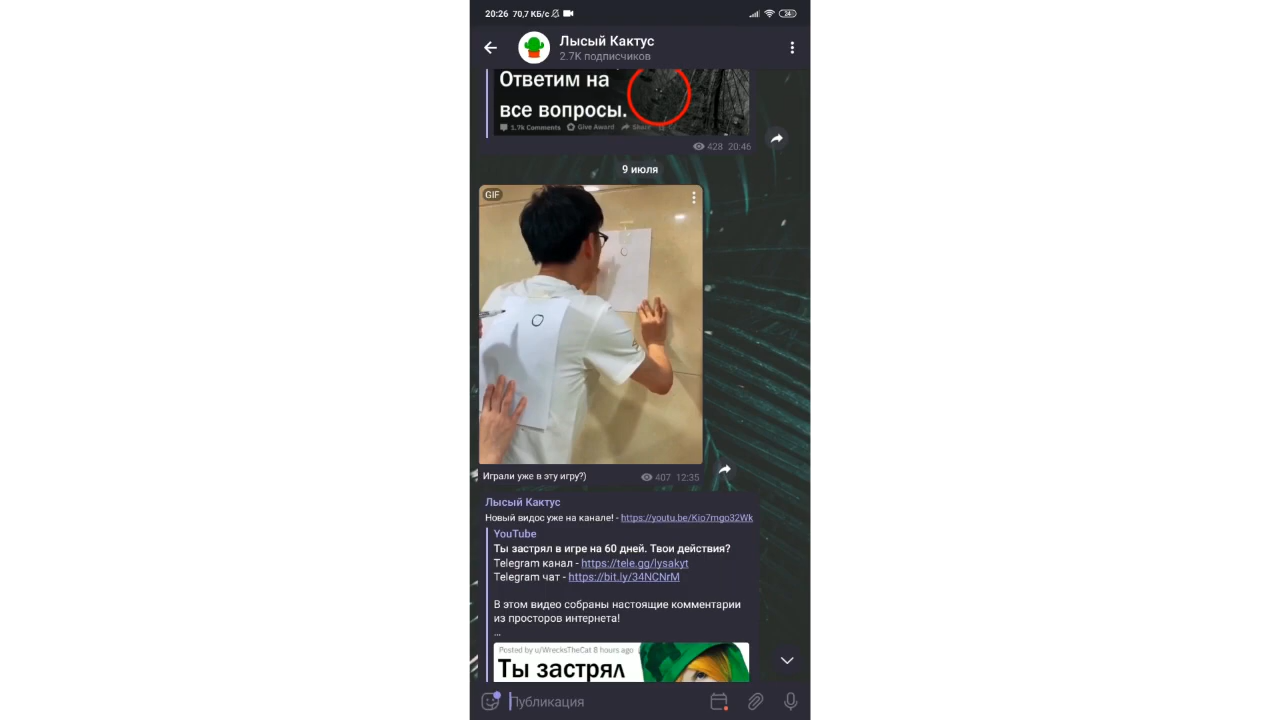 20:26 70,7 КБ/с
24
Лысый Кактус
2.7K подписчиков
Ответим на
все вопросы.
1.7k Comments Give Award Share
428 20:46
9 июля
GIF
Играли уже в эту игру?)
407 12:35
Лысый Кактус
Новый видос уже на канале! - https://youtu.be/Kio7mgo32Wk
YouTube
Ты застрял в игре на 60 дней. Твои действия?
Telegram канал - https://tele.gg/lysakyt
Telegram чат - https://bit.ly/34NCNrM
В этом видео собраны настоящие комментарии
из просторов интернета!
...
Posted by u/WrecksTheCat 8 hours ago
Ты застрял
Публикация